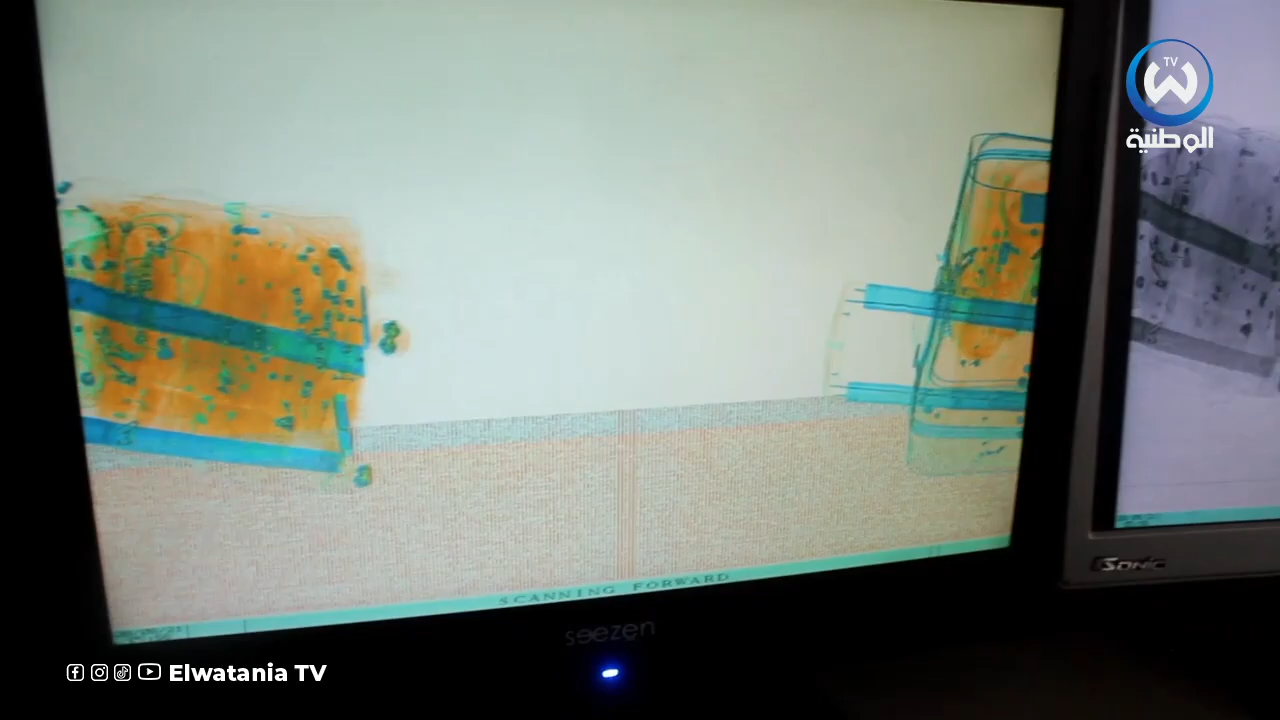 TV
W
الوطنية
SONIC
SCANNING FORWARD
seezen
Elwatania TV